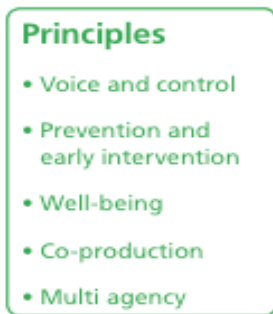 Principles
• Voice and control
• Prevention and
early intervention
• Well-being
• Co-production
• Multi agency